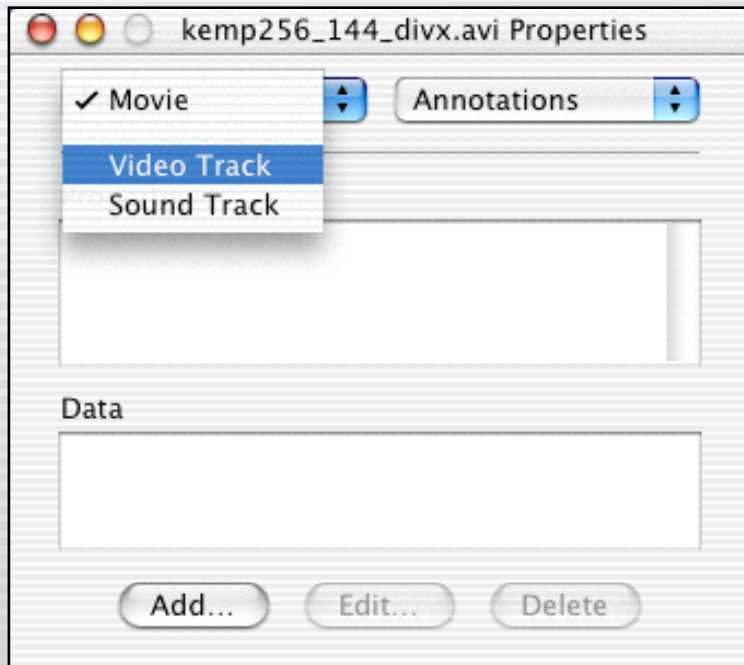 kemp256_144_divx.avi Properties
✓ Movie
Annotations
Video Track
Sound Track
Data
Add...
Edit...
Delete